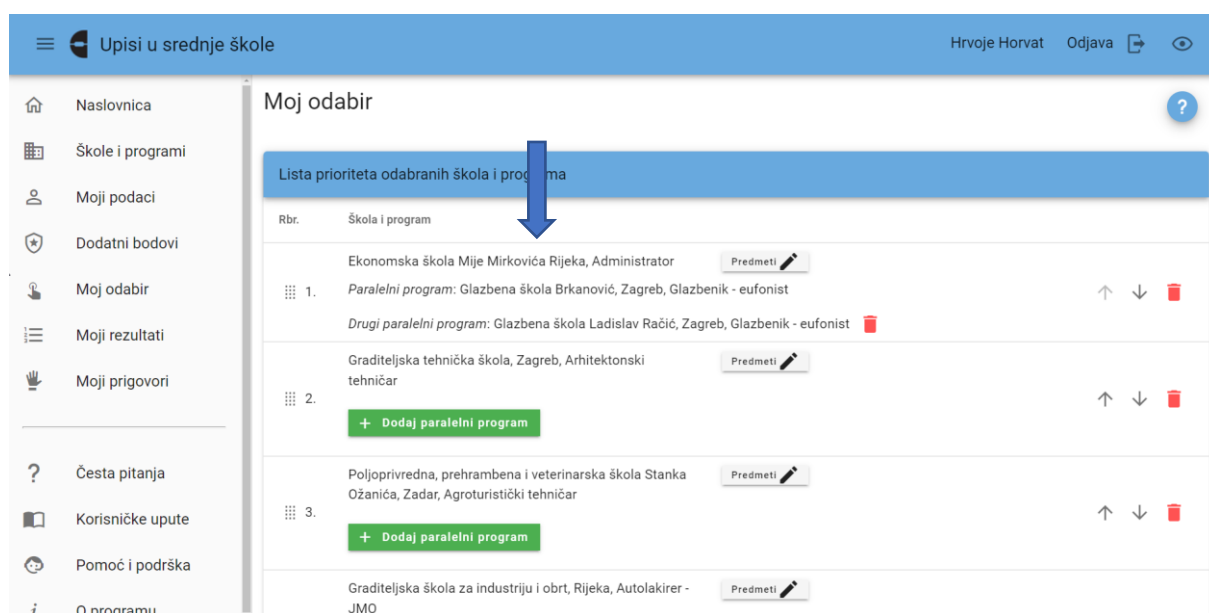 Upisi u srednje škole
Hrvoje Horvat
Odjava
Naslovnica
Škole i programi
Moji podaci
Dodatni bodovi
Moj odabir
Moji rezultati
Moji prigovori
Česta pitanja
Korisničke upute
Pomoć i podrška
O programu
Moj odabir
?
Lista prioriteta odabranih škola i programa
Rbr.
Škola i program
1.
Ekonomska škola Mije Mirkovića Rijeka, Administrator
Predmeti
Paralelni program: Glazbena škola Brkanović, Zagreb, Glazbenik - eufonist
Drugi paralelni program: Glazbena škola Ladislav Račić, Zagreb, Glazbenik - eufonist
2.
Graditeljska tehnička škola, Zagreb, Arhitektonski
tehničar
Predmeti
+ Dodaj paralelni program
3.
Poljoprivredna, prehrambena i veterinarska škola Stanka
Ožanića, Zadar, Agroturistički tehničar
Predmeti
+ Dodaj paralelni program
Graditeljska škola za industriju i obrt, Rijeka, Autolakirer -
JMO
Predmeti